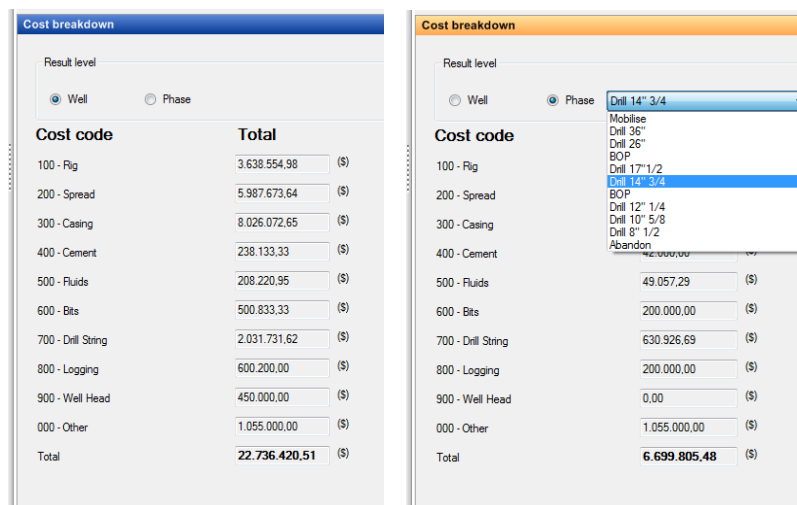 Cost breakdown
Result level
Well Phase
Cost code Total
100 - Rig 3.638.554,98 ($)
200 - Spread 5.987.673,64 ($)
300 - Casing 8.026.072,65 ($)
400 - Cement 238.133,33 ($)
500 - Fluids 208.220,95 ($)
600 - Bits 500.833,33 ($)
700 - Drill String 2.031.731,62 ($)
800 - Logging 600.200,00 ($)
900 - Well Head 450.000,00 ($)
000 - Other 1.055.000,00 ($)
Total 22.736.420,51 ($)
Cost breakdown
Result level
Well Phase Drill 14" 3/4
Mobilise
Drill 36"
Drill 26"
BOP
Drill 17"1/2
Drill 14" 3/4
BOP
Drill 12" 1/4
Drill 10" 5/8
Drill 8" 1/2
Abandon
Cost code
100 - Rig
200 - Spread
300 - Casing
400 - Cement 42.000,00 ($)
500 - Fluids 49.057,29 ($)
600 - Bits 200.000,00 ($)
700 - Drill String 630.926,69 ($)
800 - Logging 200.000,00 ($)
900 - Well Head 0,00 ($)
000 - Other 1.055.000,00 ($)
Total 6.699.805,48 ($)